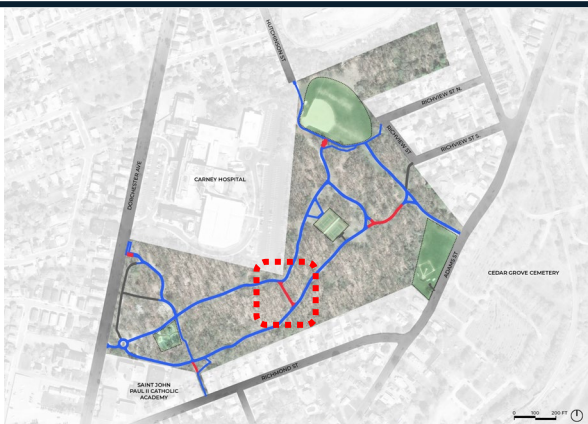 HUTCHINSON ST
RICHVIEW ST N.
RICHVIEW ST
RICHVIEW ST S.
CARNEY HOSPITAL
DORCHESTER AVE
ADAMS ST
CEDAR GROVE CEMETERY
RICHMOND ST
SAINT JOHN
PAUL II CATHOLIC
ACADEMY
0 100 200 FT